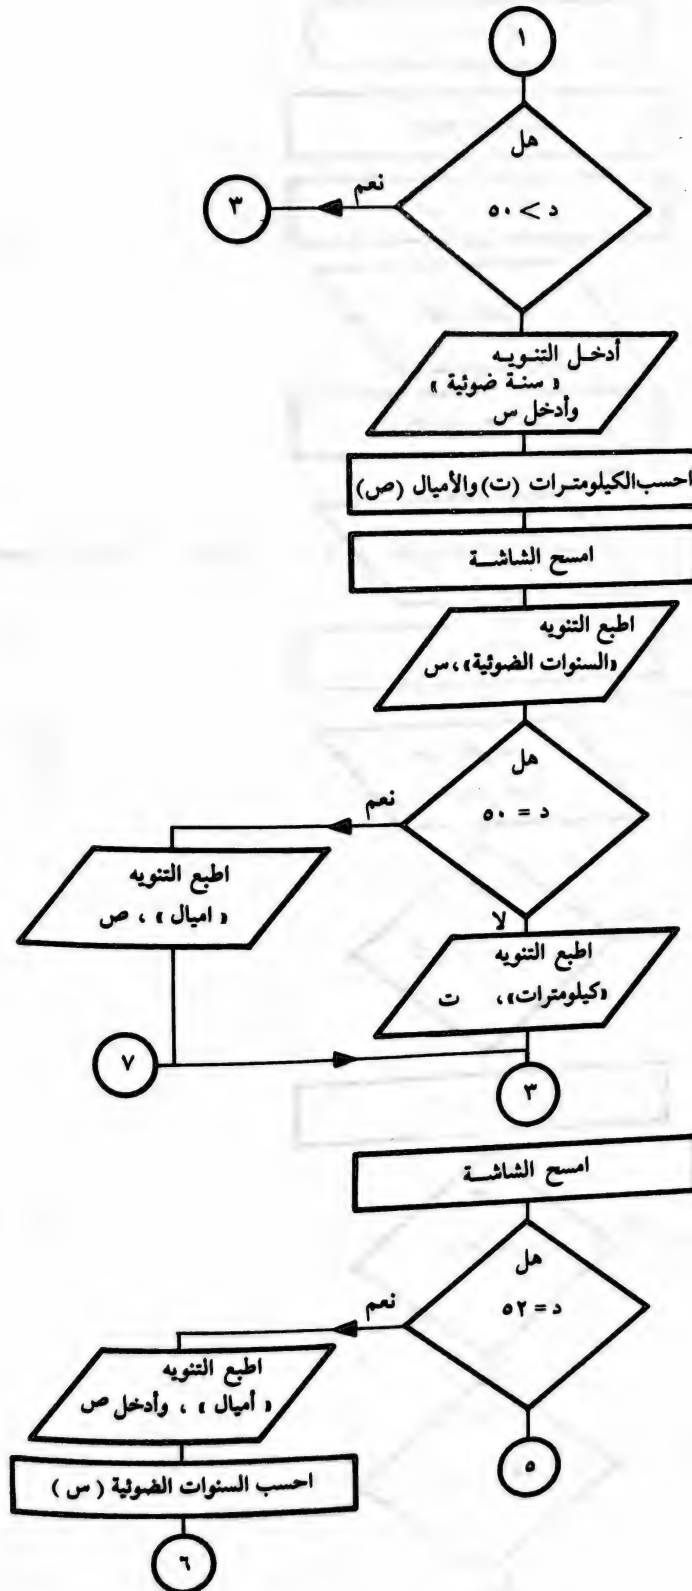 ١
هل
د > ٥٠
نعم
٣
أدخل التنويه
« سنة ضوئية »
وأدخل س
احسب الكيلومترات (ت) والأميال (ص)
امسح الشاشة
اطبع التنويه
«السنوات الضوئية»، س
هل
د = ٥٠
نعم
لا
اطبع التنويه
« اميال » ، ص
اطبع التنويه
«كيلومترات»، ت
٧
٣
امسح الشاشة
هل
د = ٥٢
نعم
اطبع التنويه
« أميال » ، وأدخل ص
احسب السنوات الضوئية ( س )
٥
٦